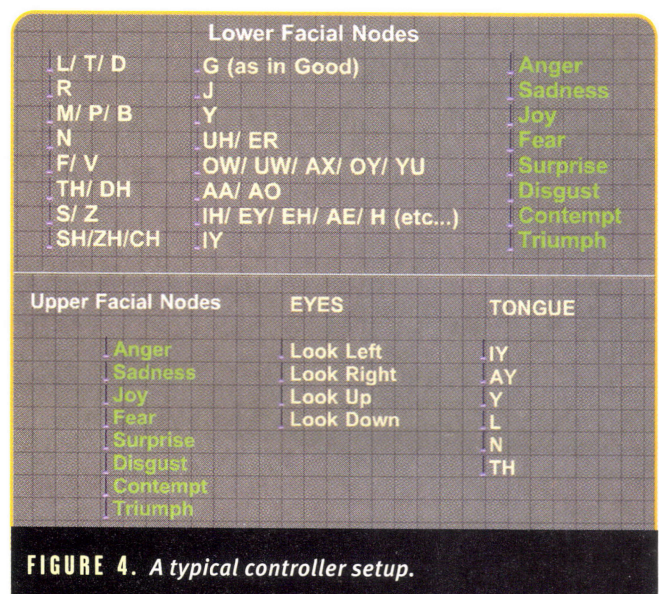 Lower Facial Nodes
L/ T/ D
R
M/ P/ B
N
F/ V
TH/ DH
S/ Z
SH/ZH/CH
G (as in Good)
J
Y
UH/ ER
OW/ UW/ AX/ OY/ YU
AA/ AO
IH/ EY/ EH/ AE/ H (etc...)
IY
Anger
Sadness
Joy
Fear
Surprise
Disgust
Contempt
Triumph
Upper Facial Nodes
Anger
Sadness
Joy
Fear
Surprise
Disgust
Contempt
Triumph
EYES
Look Left
Look Right
Look Up
Look Down
TONGUE
IY
AY
Y
L
N
TH
FIGURE 4. A typical controller setup.